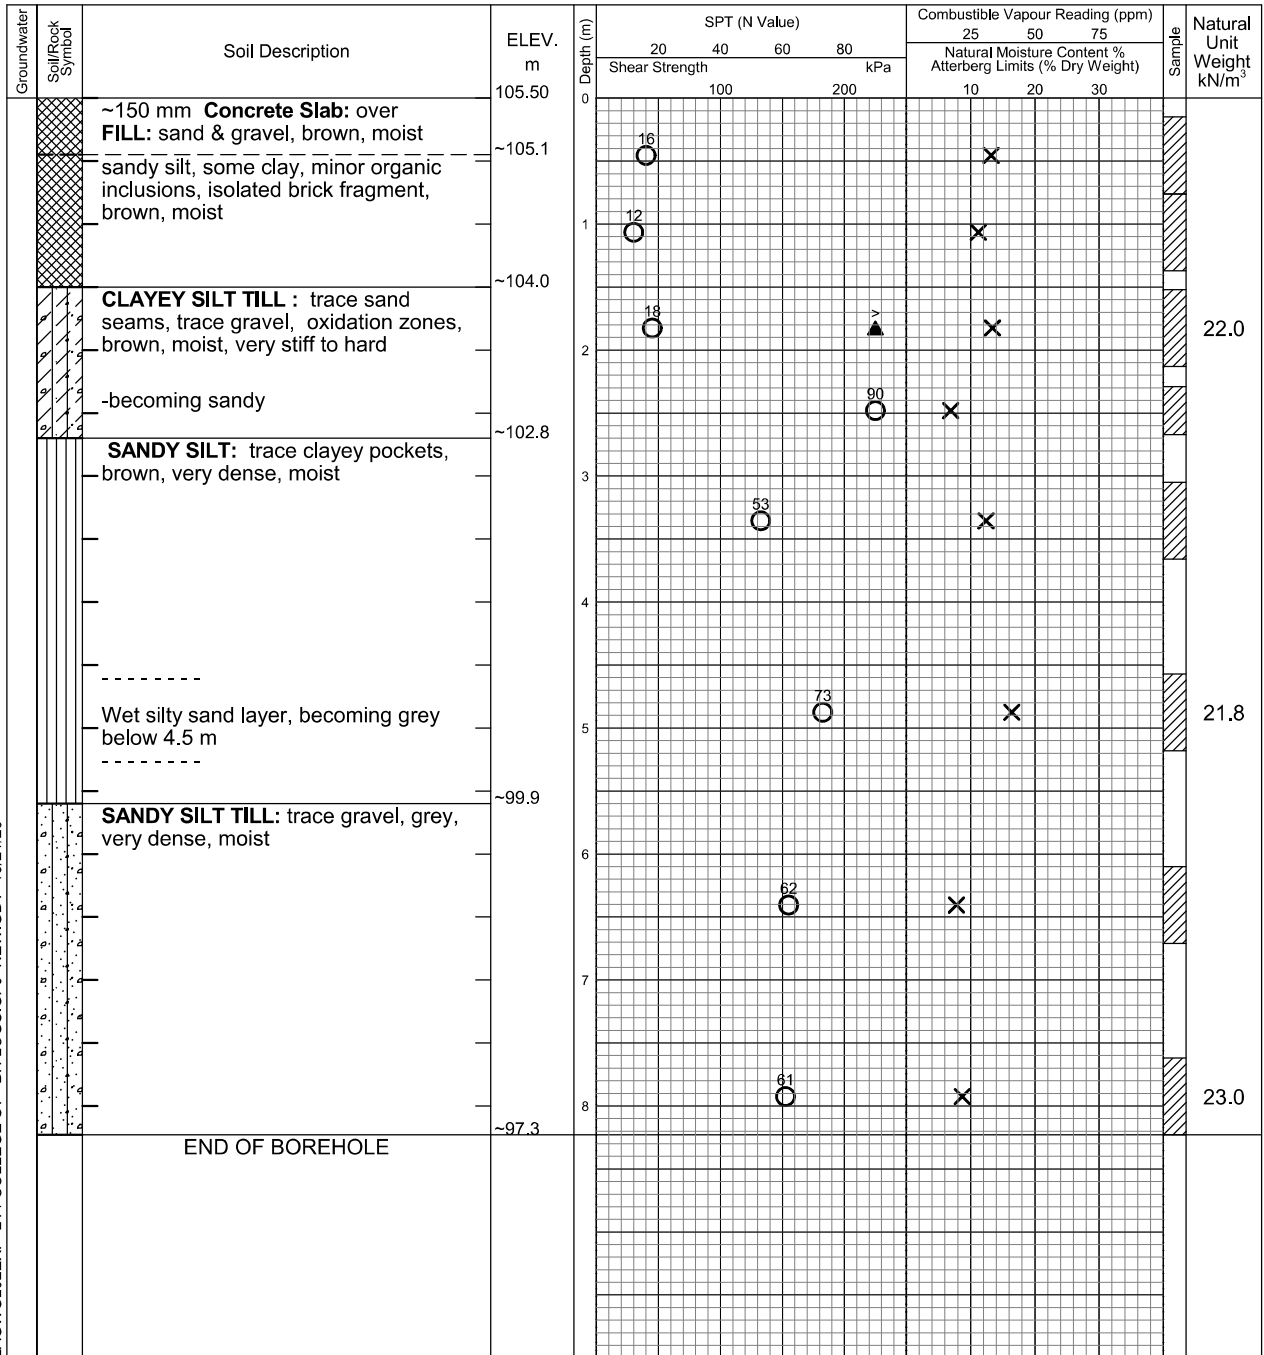 Groundwater
Soil/Rock Symbol
Soil Description
ELEV.
m
Depth (m)
SPT (N Value)
20 40 60 80
Shear Strength kPa
100 200
Combustible Vapour Reading (ppm)
25 50 75
Natural Moisture Content %
Atterberg Limits (% Dry Weight)
10 20 30
Sample
Natural
Unit
Weight
kN/m3
105.50
0
~150 mm Concrete Slab: over
FILL: sand & gravel, brown, moist
~105.1
16
sandy silt, some clay, minor organic
inclusions, isolated brick fragment,
brown, moist
12
1
~104.0
CLAYEY SILT TILL : trace sand
seams, trace gravel, oxidation zones,
brown, moist, very stiff to hard
18
>
22.0
2
-becoming sandy
90
~102.8
SANDY SILT: trace clayey pockets,
brown, very dense, moist
3
53
4
Wet silty sand layer, becoming grey
below 4.5 m
73
21.8
5
~99.9
SANDY SILT TILL: trace gravel, grey,
very dense, moist
6
62
7
61
23.0
8
~97.3
END OF BOREHOLE